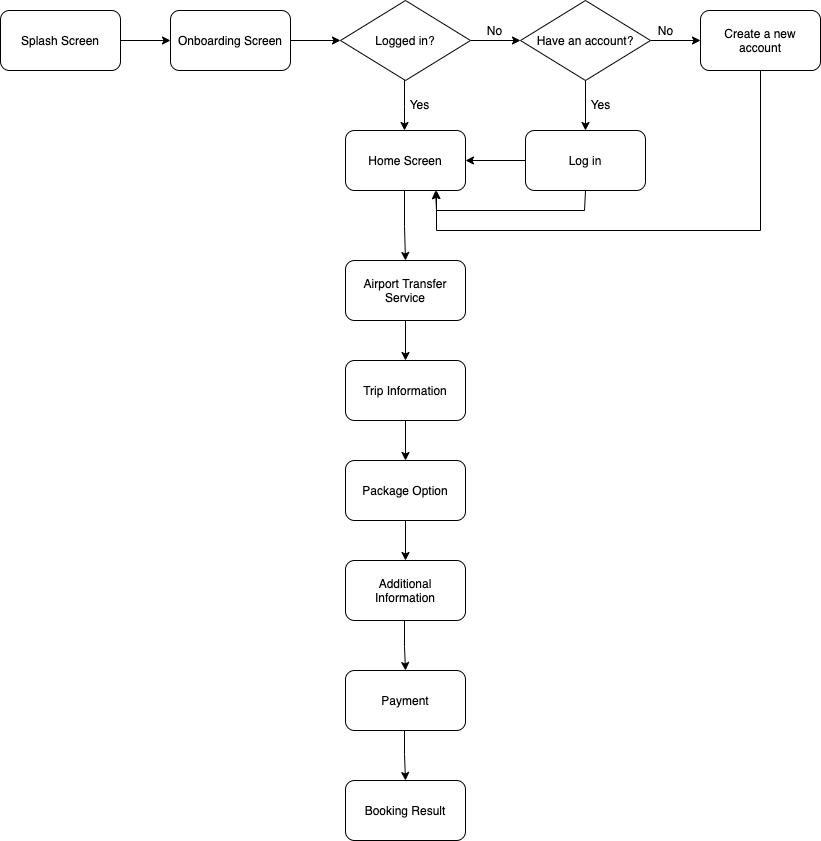 Splash Screen
Onboarding Screen
Logged in?
No
Have an account?
No
Create a new
account
Yes
Yes
Home Screen
Log in
Airport Transfer
Service
Trip Information
Package Option
Additional
Information
Payment
Booking Result